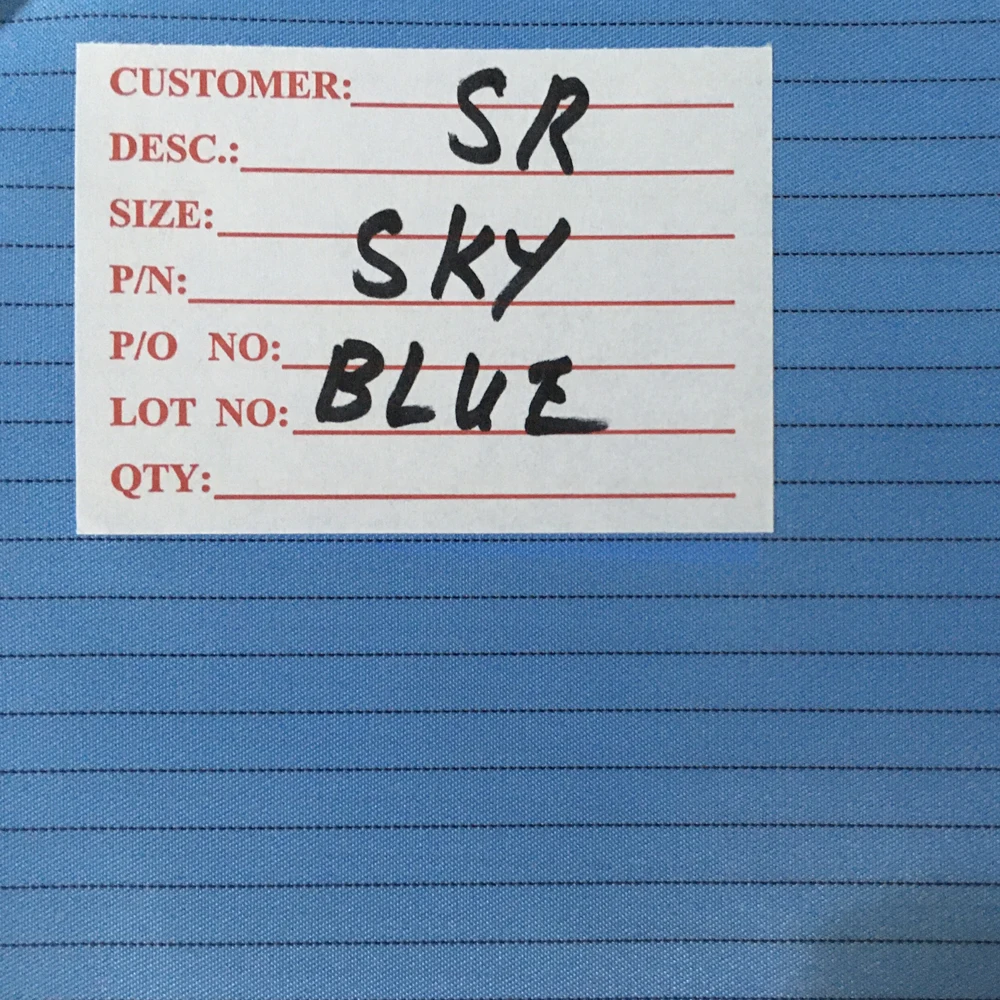 CUSTOMER: SR
DESC.:
SIZE: SKY
P/N:
P/O NO: BLUE
LOT NO:
QTY: